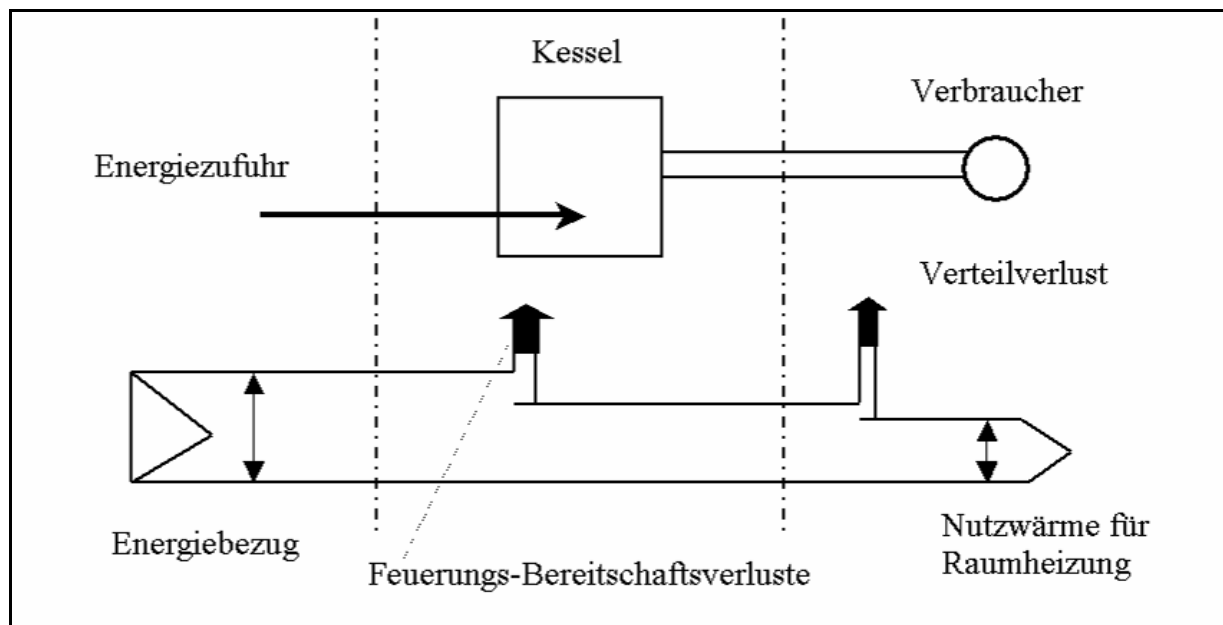 Kessel
Verbraucher
Energiezufuhr
Verteilverlust
Energiebezug
Feuerungs-Bereitschaftsverluste
Nutzwärme für
Raumheizung